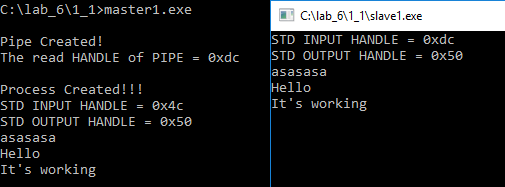 C:\lab_6\1_1>master1.exe
Pipe Created!
The read HANDLE of PIPE = 0xdc
Process Created!!!
STD INPUT HANDLE = 0x4c
STD OUTPUT HANDLE = 0x50
asasasa
Hello
It's working
C:\lab_6\1_1\slave1.exe
STD INPUT HANDLE = 0xdc
STD OUTPUT HANDLE = 0x50
asasasa
Hello
It's working